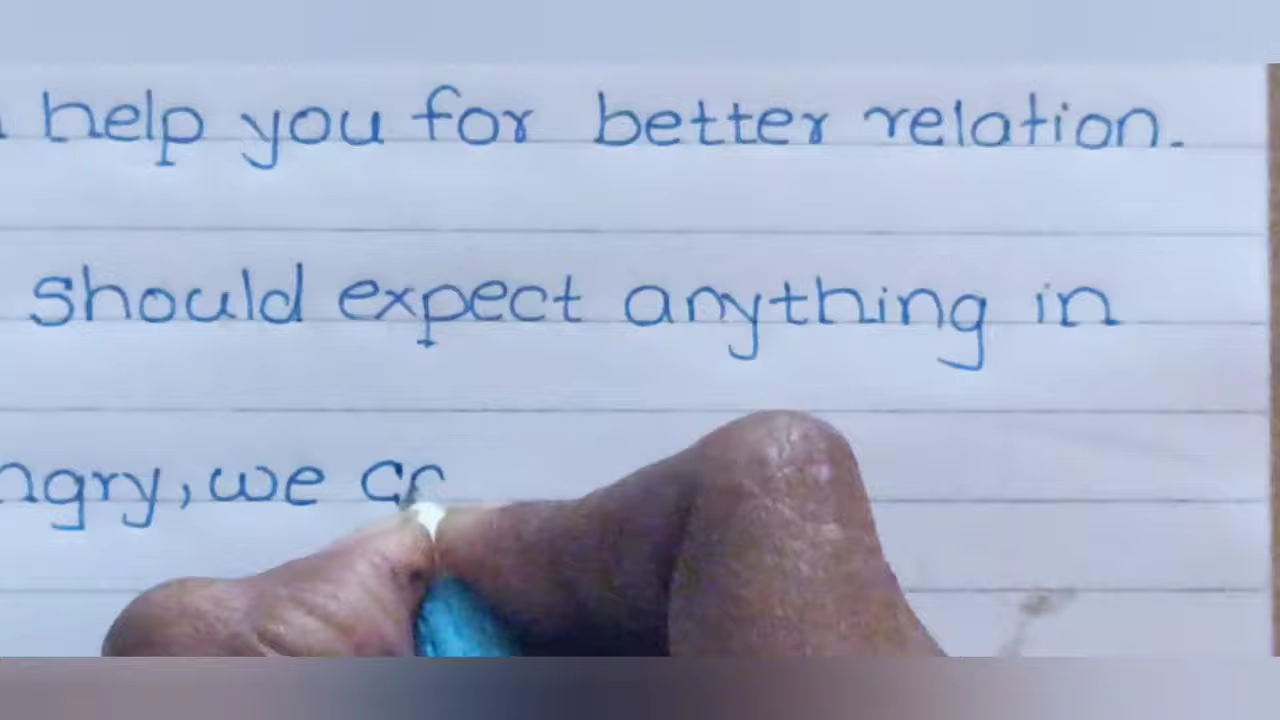 help you for better relation.
should expect anything in
ngry, we